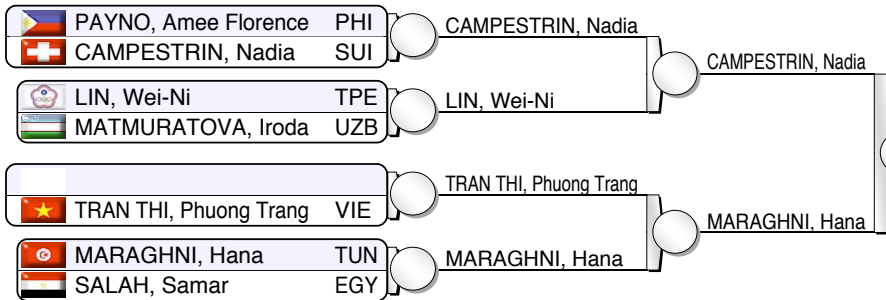 PAYNO, Amee Florence PHI
CAMPESTRIN, Nadia SUI
CAMPESTRIN, Nadia
LIN, Wei-Ni TPE
MATMURATOVA, Iroda UZB
LIN, Wei-Ni
CAMPESTRIN, Nadia
TRAN THI, Phuong Trang VIE
TRAN THI, Phuong Trang
MARAGHNI, Hana TUN
SALAH, Samar EGY
MARAGHNI, Hana
MARAGHNI, Hana